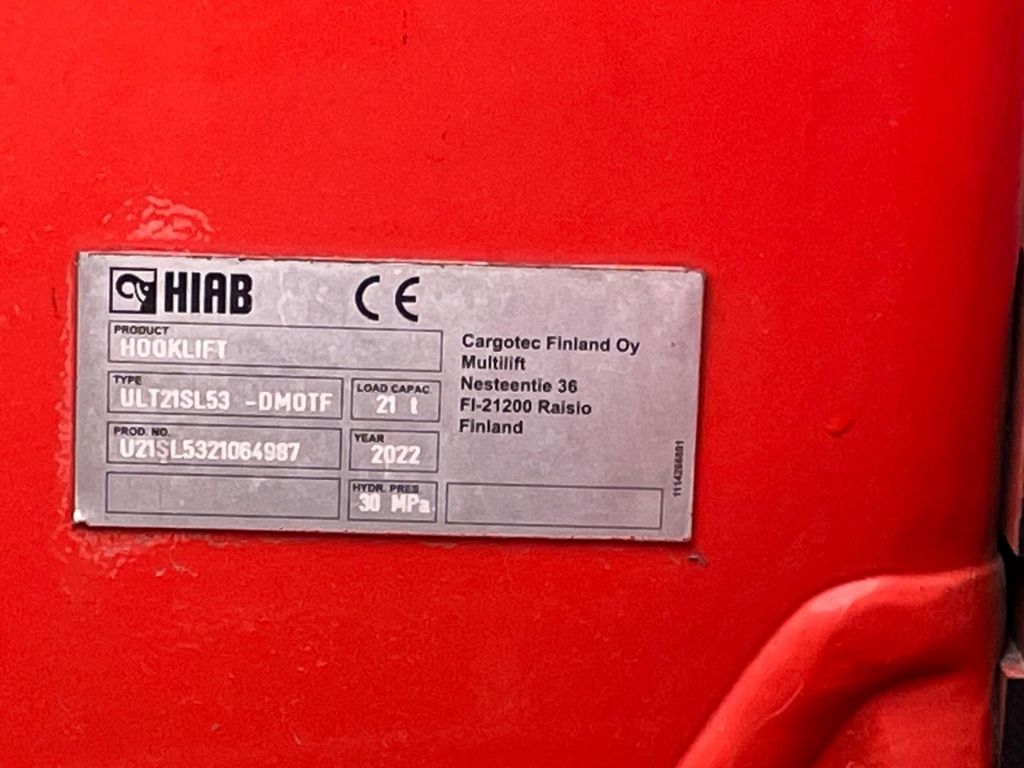 HIAB CE
PRODUCT
HOOKLIFT
TYPE
ULT21SL53 -DMOTF
LOAD CAPAC
21 t
PROD. NO.
U21SL5321064987
YEAR
2022
HYDR. PRES
30 MPa
Cargotec Finland Oy
Multilift
Nesteentie 36
FI-21200 Raisio
Finland